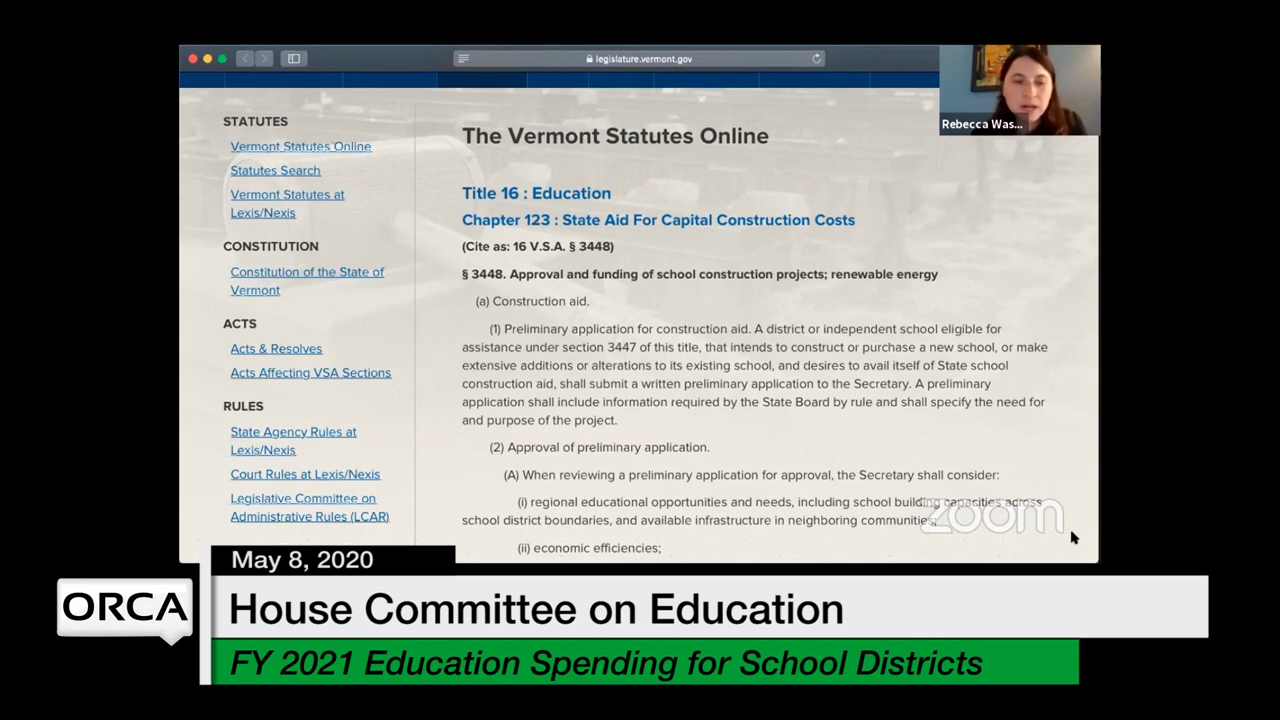 legislature.vermont.gov
Rebecca Was...
STATUTES
Vermont Statutes Online
Statutes Search
Vermont Statutes at
Lexis/Nexis
CONSTITUTION
Constitution of the State of
Vermont
ACTS
Acts & Resolves
Acts Affecting VSA Sections
RULES
State Agency Rules at
Lexis/Nexis
Court Rules at Lexis/Nexis
Legislative Committee on
Administrative Rules (LCAR)
The Vermont Statutes Online
Title 16 : Education
Chapter 123 : State Aid For Capital Construction Costs
(Cite as: 16 V.S.A. § 3448)
§ 3448. Approval and funding of school construction projects; renewable energy
(a) Construction aid.
(1) Preliminary application for construction aid. A district or independent school eligible for
assistance under section 3447 of this title, that intends to construct or purchase a new school, or make
extensive additions or alterations to its existing school, and desires to avail itself of State school
construction aid, shall submit a written preliminary application to the Secretary. A preliminary
application shall include information required by the State Board by rule and shall specify the need for
and purpose of the project.
(2) Approval of preliminary application.
(A) When reviewing a preliminary application for approval, the Secretary shall consider:
(i) regional educational opportunities and needs, including school building capacities across
school district boundaries, and available infrastructure in neighboring communities;
(ii) economic efficiencies;
zoom
May 8, 2020
ORCA
House Committee on Education
FY 2021 Education Spending for School Districts